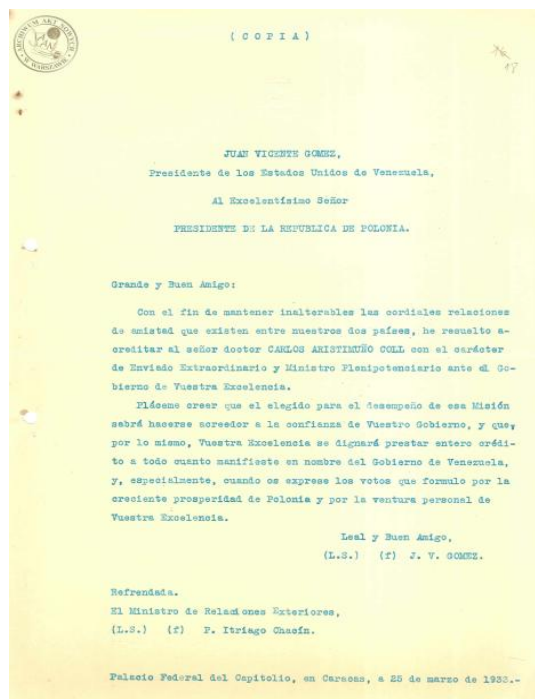 ARCHIWUM AKT NOWYCH
W WARSZAWIE
(COPIA)
18
JUAN VICENTE GOMEZ,
Presidente de los Estados Unidos de Venezuela,
Al Excelentísimo Señor
PRESIDENTE DE LA REPUBLICA DE POLONIA.
Grande y Buen Amigo:
Con el fin de mantener inalterables las cordiales relaciones
de amistad que existen entre nuestros dos países, he resuelto a-
creditar al señor doctor CARLOS ARISTIMUÑO COLL con el carácter
de Enviado Extraordinario y Ministro Plenipotenciario ante el Go-
bierno de Vuestra Excelencia.
Pláceme creer que el elegido para el desempeño de esa Misión
sabrá hacerse acreedor a la confianza de Vuestro Gobierno, y que,
por lo mismo, Vuestra Excelencia se dignará prestar entero crédi-
to a todo cuanto manifieste en nombre del Gobierno de Venezuela,
y, especialmente, cuando os exprese los votos que formulo por la
creciente prosperidad de Polonia y por la ventura personal de
Vuestra Excelencia.
Leal y Buen Amigo,
(L.S.) (f) J. V. GOMEZ.
Refrendada.
El Ministro de Relaciones Exteriores,
(L.S.) (f) P. Itriago Chacín.
Palacio Federal del Capitolio, en Caracas, a 25 de marzo de 1933.-